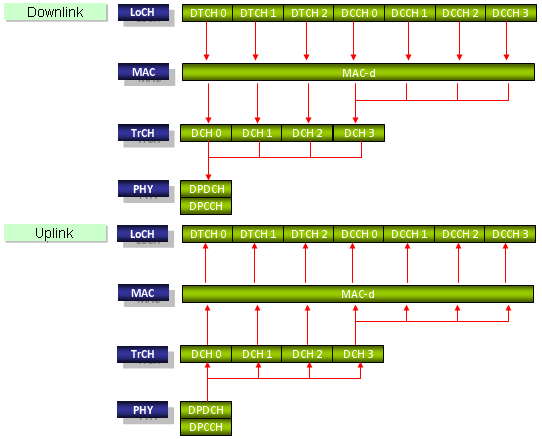 Downlink LoCH DTCH 0 DTCH 1 DTCH 2 DCCH 0 DCCH 1 DCCH 2 DCCH 3
MAC MAC-d
TrCH DCH 0 DCH 1 DCH 2 DCH 3
PHY DPDCH
DPCCH
Uplink LoCH DTCH 0 DTCH 1 DTCH 2 DCCH 0 DCCH 1 DCCH 2 DCCH3
MAC MAC-d
TrCH DCH 0 DCH 1 DCH 2 DCH 3
PHY DPDCH
DPCCH